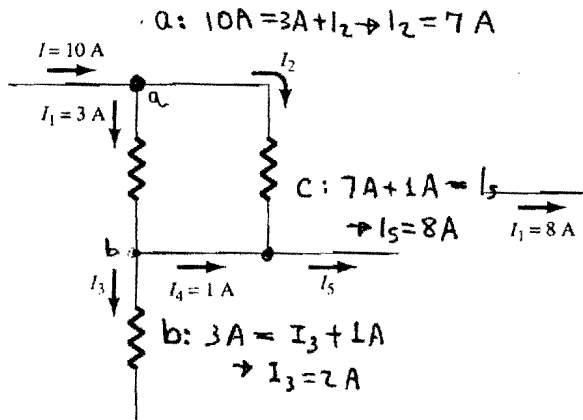 a: 10A = 3A + I₂ → I₂ = 7 A
I = 10 A
I₂
a
I₁ = 3 A
c: 7A + 1A = I₅
→ I₅ = 8A
I₁ = 8 A
b
I₃
I₄ = 1 A
I₅
b: 3A = I₃ + 1A
→ I₃ = 2 A